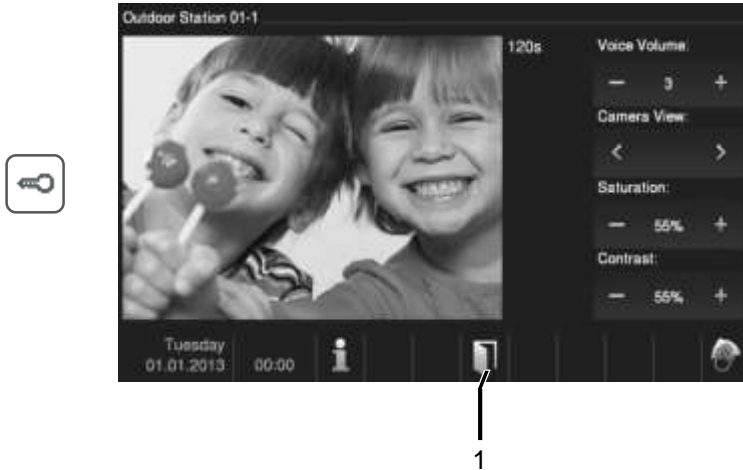 Outdoor Station 01-1
120s
Voice Volume:
− 3 +
Camera View:
< >
Saturation:
− 55% +
Contrast:
− 55% +
Tuesday
01.01.2013
00:00
1